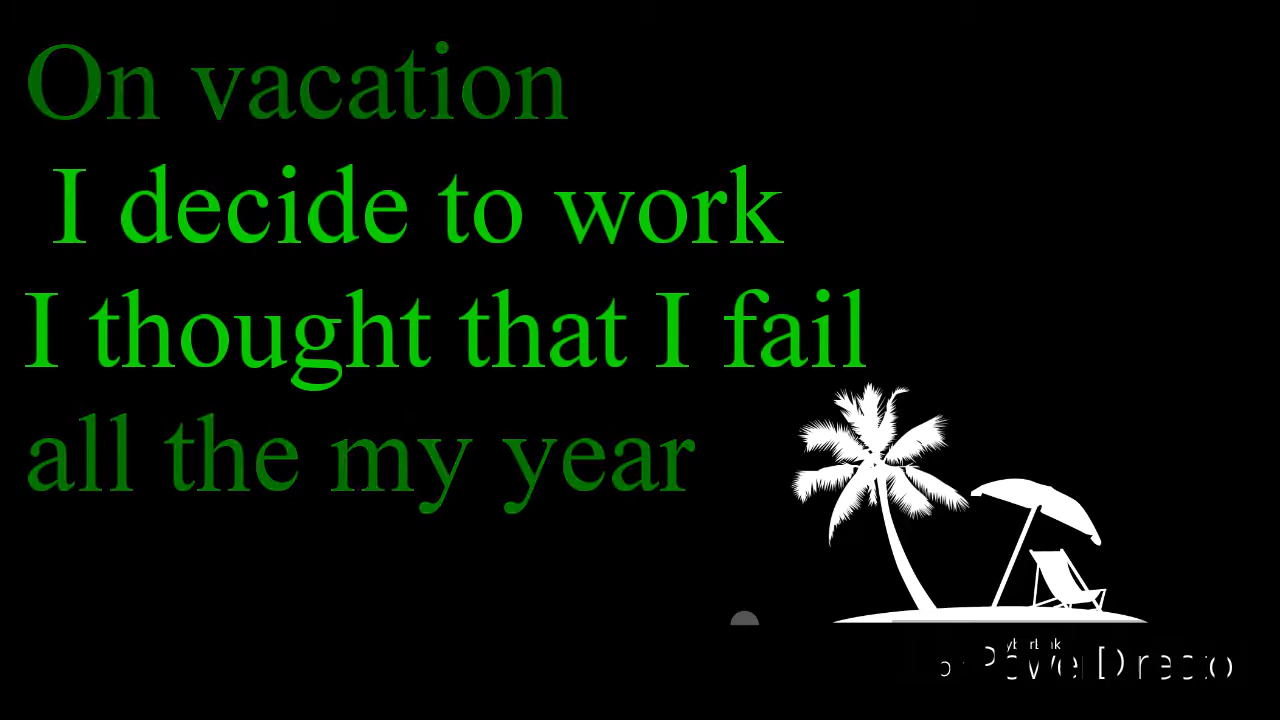 On vacation
I decide to work
I thought that I fail
all the my year